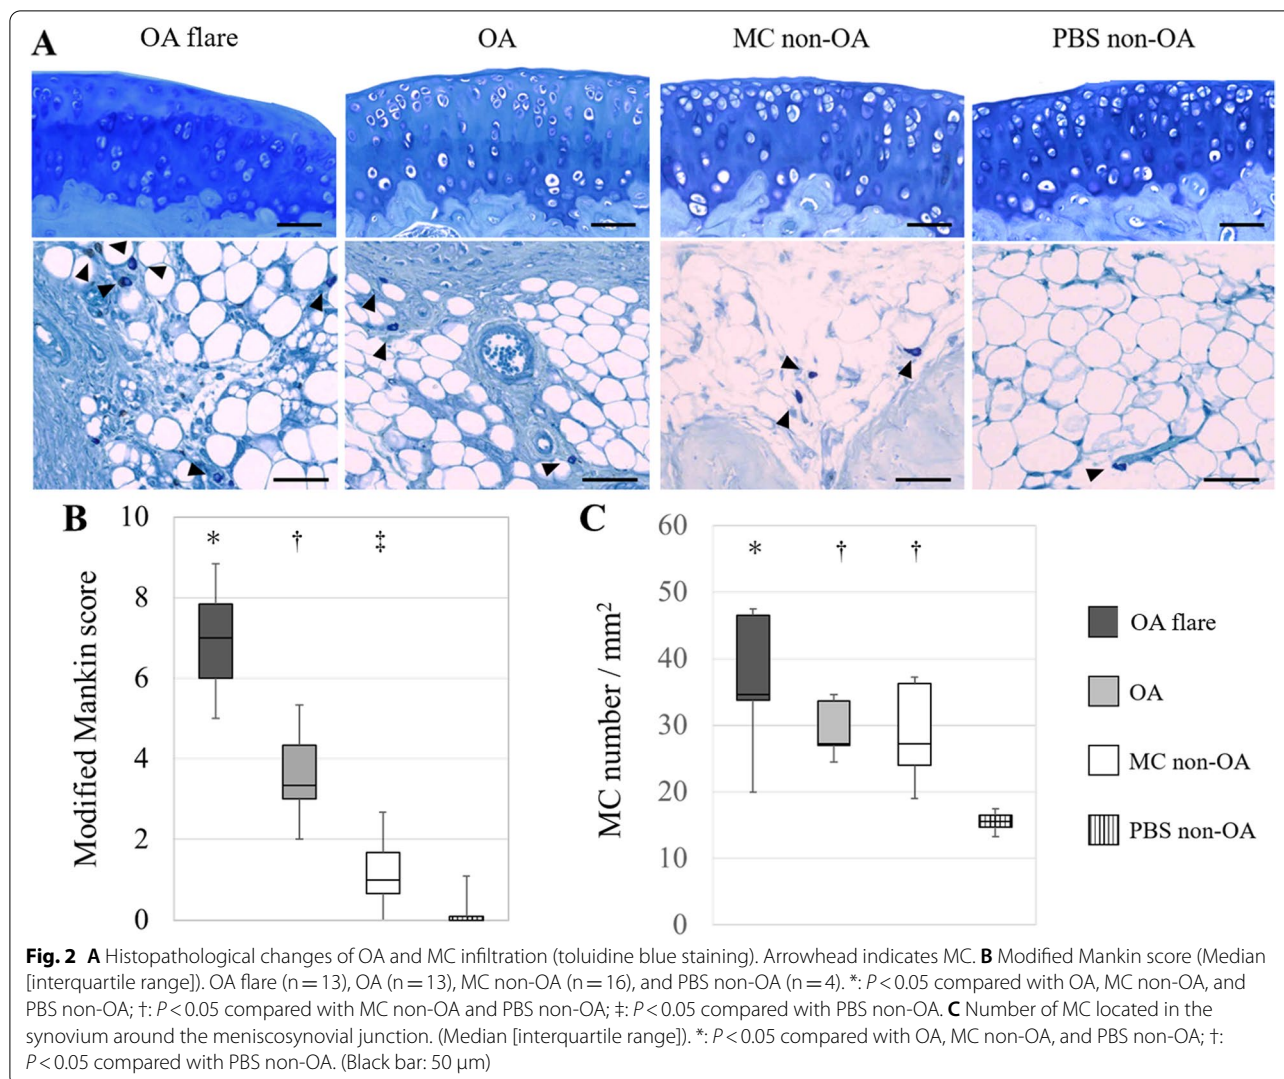 A
OA flare
OA
MC non-OA
PBS non-OA
B
Modified Mankin score
10
8
6
4
2
0
*
†
‡
C
MC number / mm²
60
50
40
30
20
10
0
*
†
†
OA flare
OA
MC non-OA
PBS non-OA
Fig. 2 A Histopathological changes of OA and MC infiltration (toluidine blue staining). Arrowhead indicates MC. B Modified Mankin score (Median
[interquartile range]). OA flare (n = 13), OA (n = 13), MC non-OA (n = 16), and PBS non-OA (n = 4). *: P < 0.05 compared with OA, MC non-OA, and
PBS non-OA; †: P < 0.05 compared with MC non-OA and PBS non-OA; ‡: P < 0.05 compared with PBS non-OA. C Number of MC located in the
synovium around the meniscosynovial junction. (Median [interquartile range]). *: P < 0.05 compared with OA, MC non-OA, and PBS non-OA; †:
P < 0.05 compared with PBS non-OA. (Black bar: 50 μm)